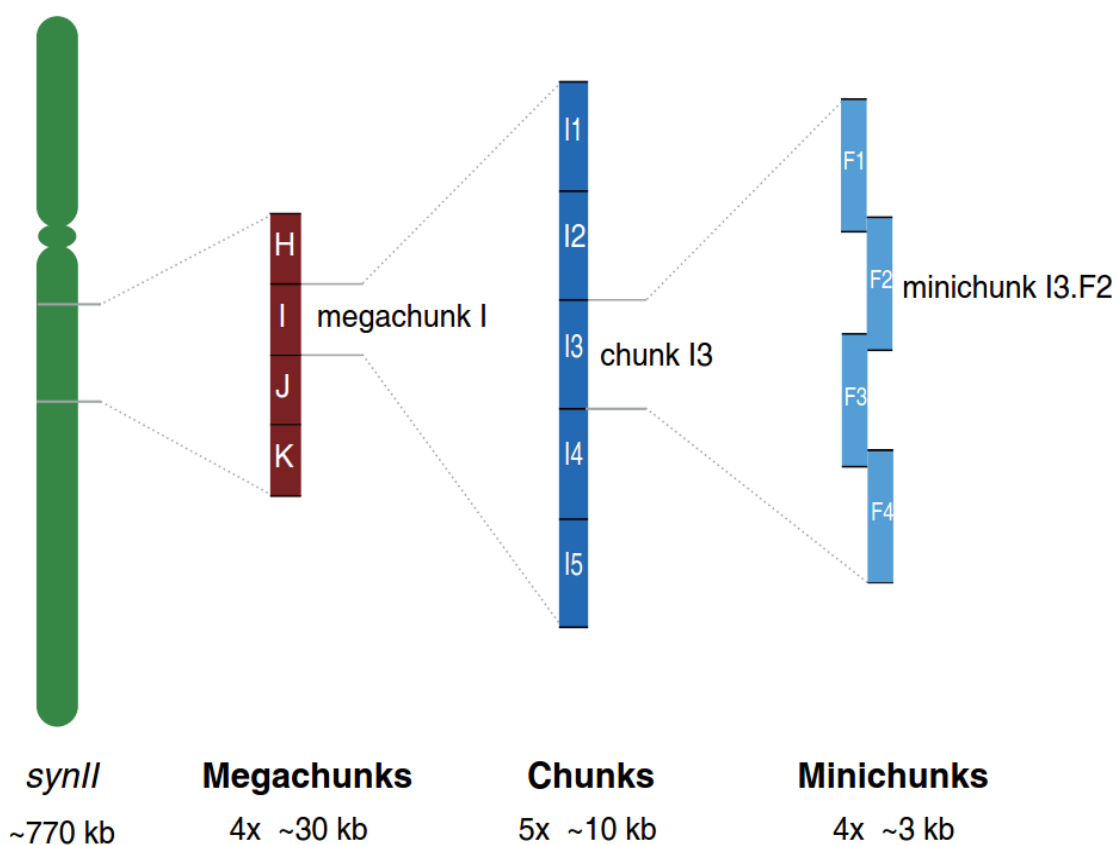 H
I
J
K
megachunk I
I1
I2
I3
I4
I5
chunk I3
F1
F2
F3
F4
minichunk I3.F2
synII
~770 kb
Megachunks
4x ~30 kb
Chunks
5x ~10 kb
Minichunks
4x ~3 kb